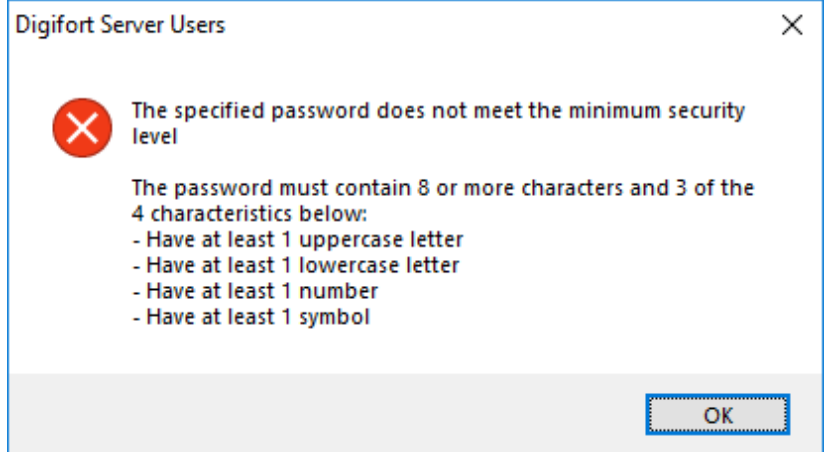 Digifort Server Users
The specified password does not meet the minimum security
level
The password must contain 8 or more characters and 3 of the
4 characteristics below:
- Have at least 1 uppercase letter
- Have at least 1 lowercase letter
- Have at least 1 number
- Have at least 1 symbol
OK